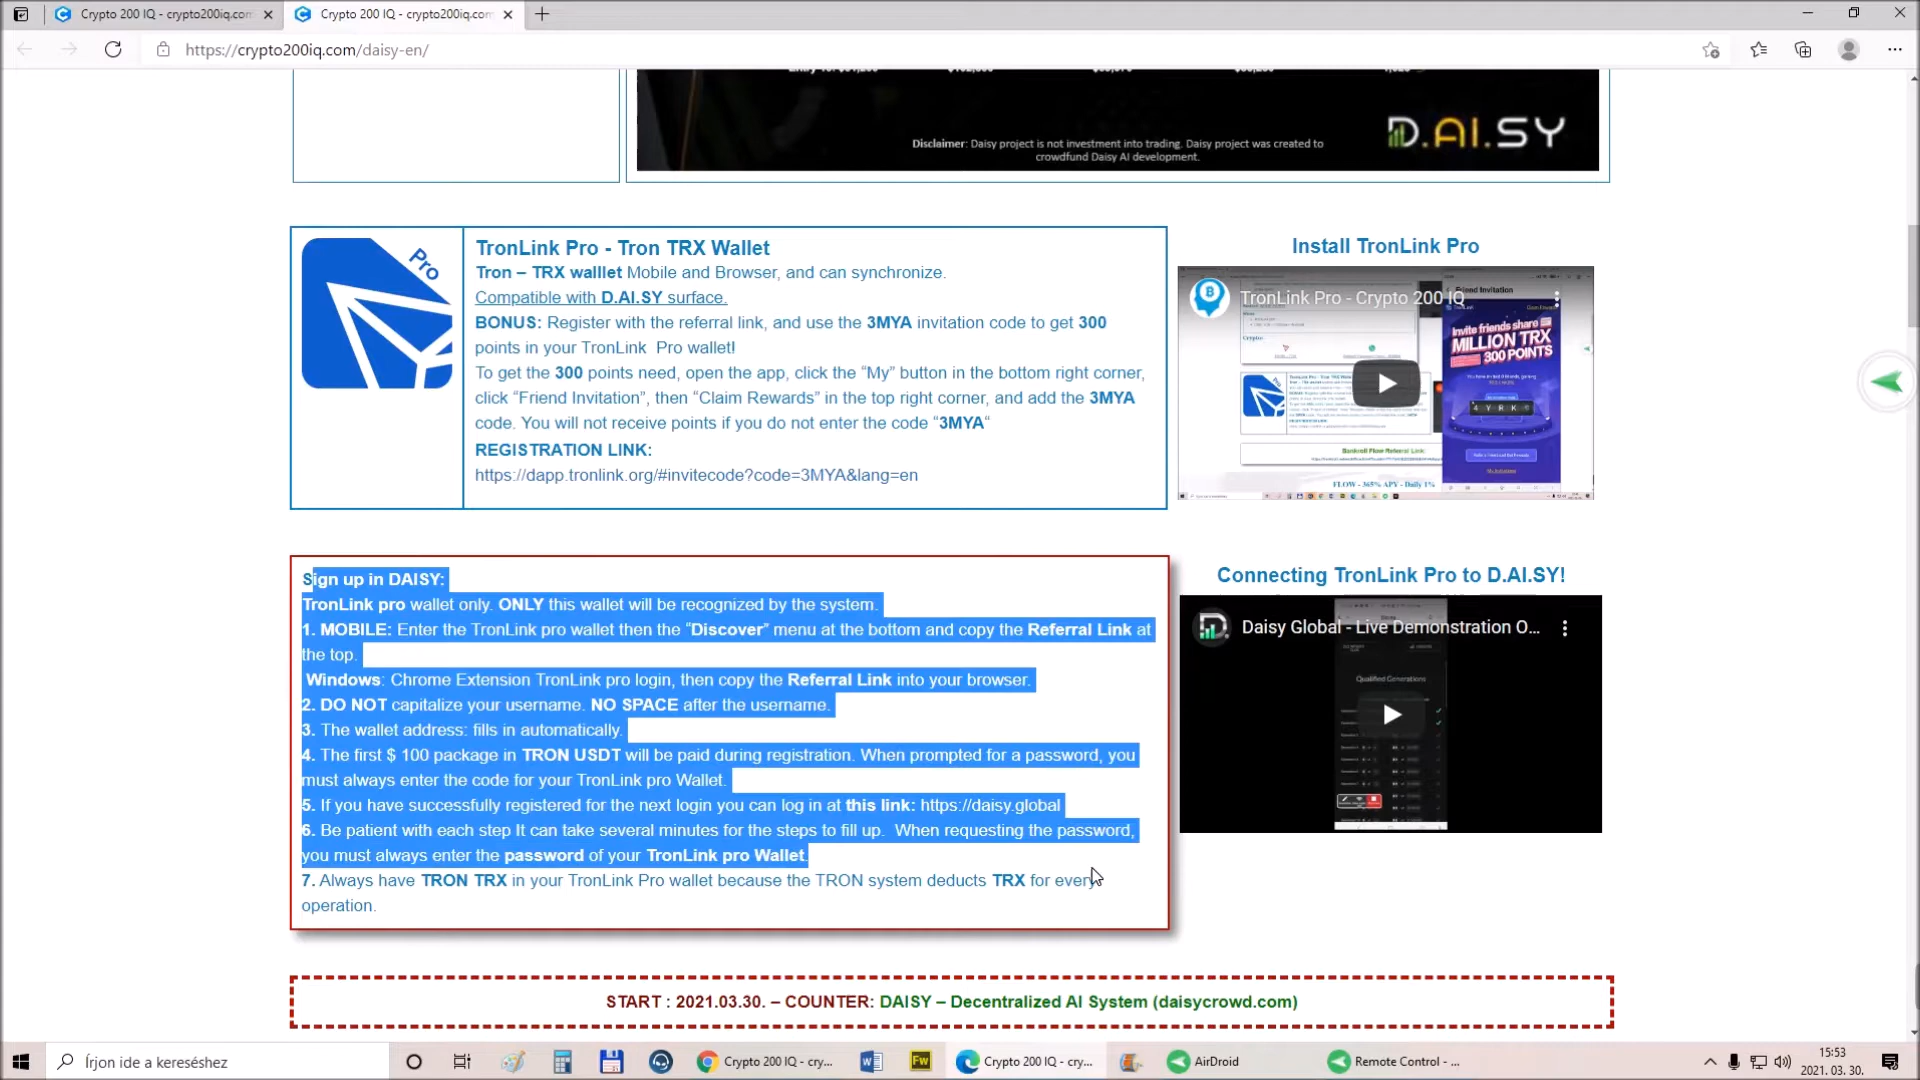 Crypto 200 IQ - crypto200iq.com
Crypto 200 IQ - crypto200iq.com
https://crypto200iq.com/daisy-en/
Disclaimer: Daisy project is not investment into trading. Daisy project was created to
crowdfund Daisy AI development.
D.AI.SY
Pro
TronLink Pro - Tron TRX Wallet
Tron – TRX walllet Mobile and Browser, and can synchronize.
Compatible with D.AI.SY surface.
BONUS: Register with the referral link, and use the 3MYA invitation code to get 300
points in your TronLink Pro wallet!
To get the 300 points need, open the app, click the “My” button in the bottom right corner,
click “Friend Invitation”, then “Claim Rewards” in the top right corner, and add the 3MYA
code. You will not receive points if you do not enter the code “3MYA“
REGISTRATION LINK:
https://dapp.tronlink.org/#invitecode?code=3MYA&lang=en
Install TronLink Pro
TronLink Pro - Crypto 200 IQ
Friend Invitation
Invite friends share
MILLION TRX
300 POINTS
4 Y R K
Bankroll Flow Referral Link:
FLOW - 365% APY - Daily 1%
Sign up in DAISY:
TronLink pro wallet only. ONLY this wallet will be recognized by the system.
1. MOBILE: Enter the TronLink pro wallet then the “Discover” menu at the bottom and copy the Referral Link at
the top.
Windows: Chrome Extension TronLink pro login, then copy the Referral Link into your browser.
2. DO NOT capitalize your username. NO SPACE after the username.
3. The wallet address: fills in automatically.
4. The first $ 100 package in TRON USDT will be paid during registration. When prompted for a password, you
must always enter the code for your TronLink pro Wallet.
5. If you have successfully registered for the next login you can log in at this link: https://daisy.global
6. Be patient with each step It can take several minutes for the steps to fill up. When requesting the password,
you must always enter the password of your TronLink pro Wallet.
7. Always have TRON TRX in your TronLink Pro wallet because the TRON system deducts TRX for every
operation.
Connecting TronLink Pro to D.AI.SY!
Daisy Global - Live Demonstration O...
Qualified Generations
START : 2021.03.30. – COUNTER: DAISY – Decentralized AI System (daisycrowd.com)
Írjon ide a kereséshez
Crypto 200 IQ - cry...
W
Fw
Crypto 200 IQ - cry...
AirDroid
Remote Control - ...
15:53
2021. 03. 30.